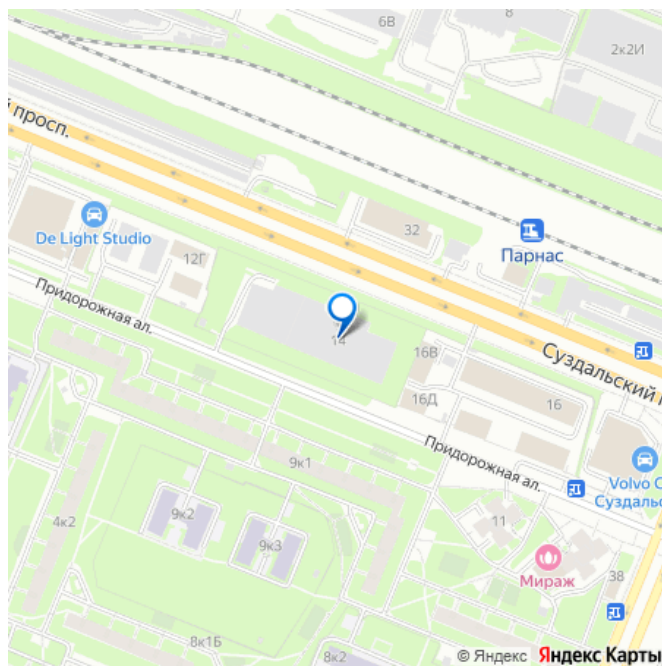 8
6В
2к2И
й просп.
32
Парнас
De Light Studio
12Г
Придорожная ал.
14
16В
Суздальский п
16Д
16
Придорожная ал.
9к1
Volvo C
Суздальс
9к2
4к2
11
9к3
Мираж
38
8к1Б
8к2
© Яндекс Яндекс Карты